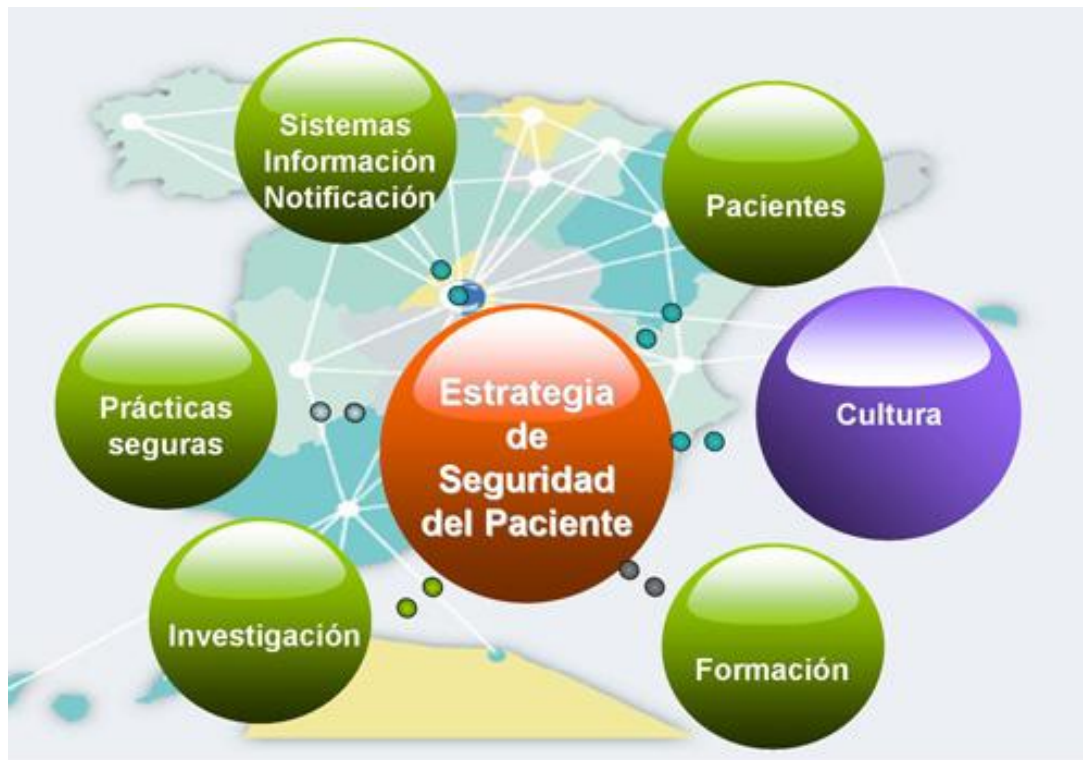 Sistemas
Información
Notificación
Pacientes
Prácticas
seguras
Estrategia
de
Seguridad
del Paciente
Cultura
Investigación
Formación